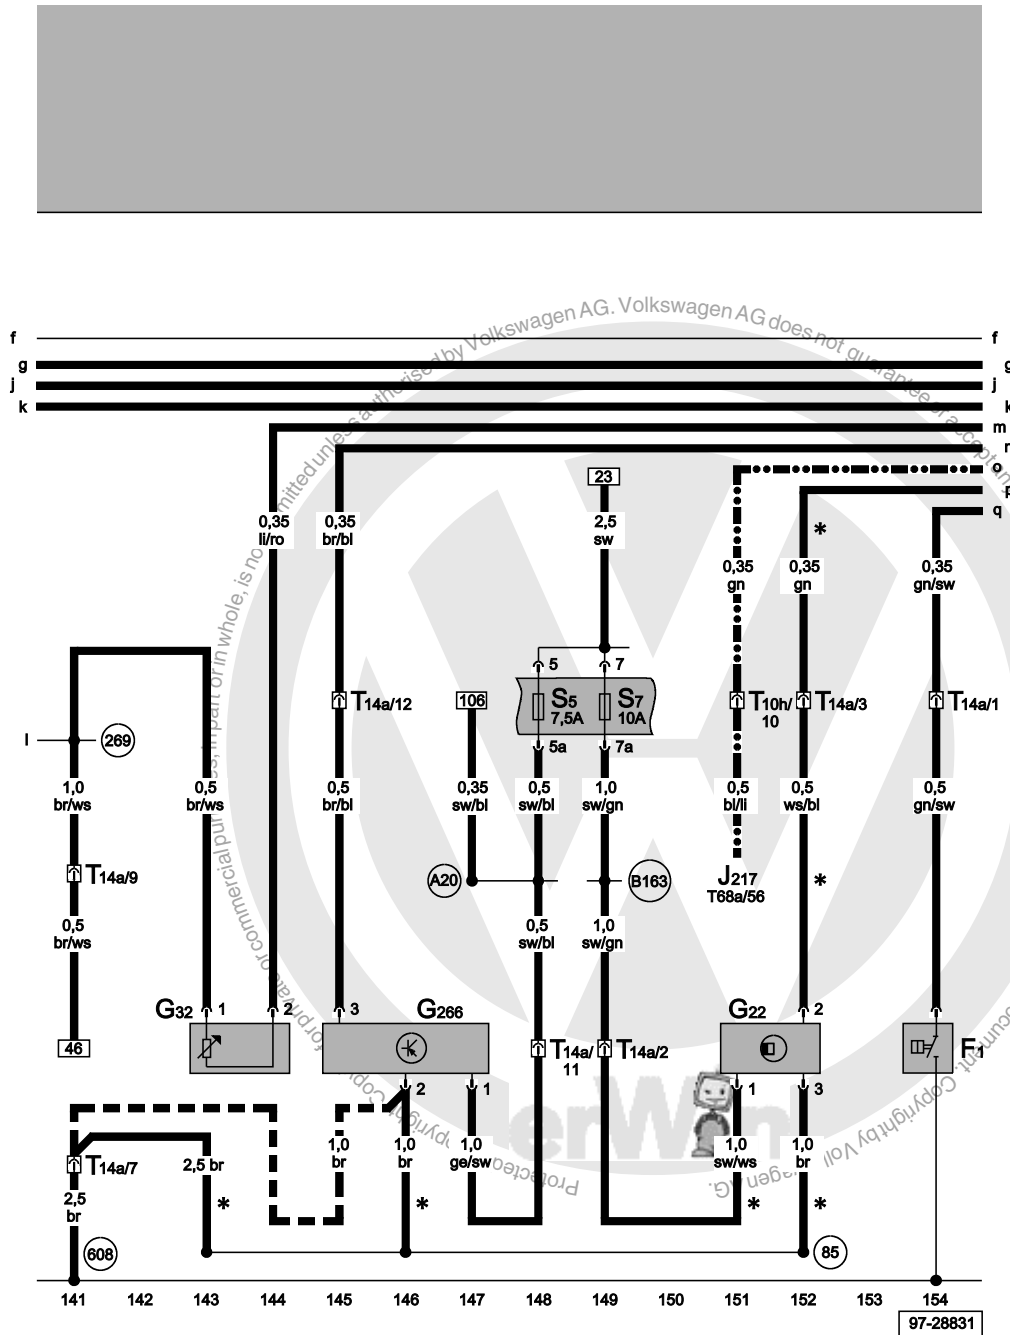 Protected by copyright. Copying for private or commercial purposes, in part or in whole, is not permitted unless authorised by Volkswagen AG. Volkswagen AG does not guarantee or accept any
document. Copyright by Volkswagen AG.
f f
g g
j j
k k
m
o
p
q
23
0,35 0,35 2,5
li/ro br/bl sw
*
0,35 0,35 0,35
gn gn gn/sw
5 7
T14a/12 106 S5 S7 T10h/ T14a/3 T14a/1
7,5A 10A 10
l 269 5a 7a
1,0 0,5 0,5 0,35 0,5 1,0 0,5 0,5 0,5
br/ws br/ws br/bl sw/bl sw/bl sw/gn bl/li ws/bl gn/sw
T14a/9 A20 B163 J217 *
T68a/56
0,5 0,5 1,0
br/ws sw/bl sw/gn
G32 1 2 3 G266 G22 2
46 T14a/ T14a/2 F1
11
2 1 1 3
erWin
T14a/7 2,5 br 1,0 1,0 1,0 1,0 1,0
br br ge/sw sw/ws br
2,5
br
* * * *
608 85
141 142 143 144 145 146 147 148 149 150 151 152 153 154
97-28831